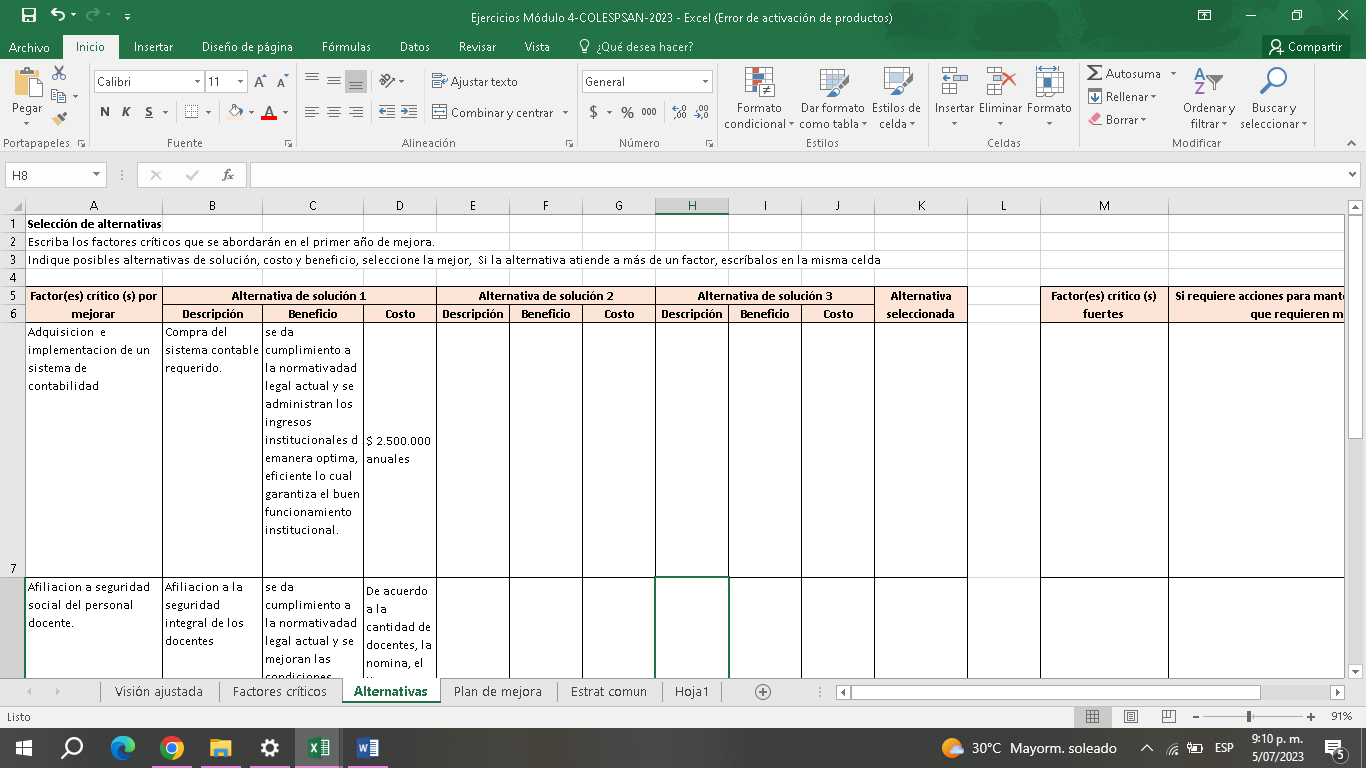 Ejercicios Módulo 4-COLESPSAN-2023 - Excel (Error de activación de productos)
Archivo Inicio Insertar Diseño de página Fórmulas Datos Revisar Vista ¿Qué desea hacer? Compartir
Pegar
Calibri 11
N K S
Ajustar texto
Combinar y centrar
General
$ % 000
Formato condicional
Dar formato como tabla
Estilos de celda
Insertar Eliminar Formato
Autosuma
Rellenar
Borrar
Ordenar y filtrar
Buscar y seleccionar
Portapapeles Fuente Alineación Número Estilos Celdas Modificar
H8 fx
A B C D E F G H I J K L M
1 Selección de alternativas
2 Escriba los factores críticos que se abordarán en el primer año de mejora.
3 Indique posibles alternativas de solución, costo y beneficio, seleccione la mejor, Si la alternativa atiende a más de un factor, escríbalos en la misma celda
4
5 Factor(es) crítico (s) por Alternativa de solución 1 Alternativa de solución 2 Alternativa de solución 3 Alternativa Factor(es) crítico (s) Si requiere acciones para mant
6 mejorar Descripción Beneficio Costo Descripción Beneficio Costo Descripción Beneficio Costo seleccionada fuertes que requieren m
Adquisicion e
implementacion de un
sistema de
contabilidad
Compra del
sistema contable
requerido.
se da
cumplimiento a
la normativadad
legal actual y se
administran los
ingresos
institucionales d
emanera optima,
eficiente lo cual
garantiza el buen
funcionamiento
institucional.
$ 2.500.000
anuales
7
Afiliacion a seguridad
social del personal
docente.
Afiliacion a la
seguridad
integral de los
docentes
se da
cumplimiento a
la normativadad
legal actual y se
mejoran las
condiciones
De acuerdo
a la
cantidad de
docentes, la
nomina, el
Visión ajustada Factores críticos Alternativas Plan de mejora Estrat comun Hoja1
Listo 91%
30°C Mayorm. soleado ESP 9:10 p. m.
5/07/2023 5